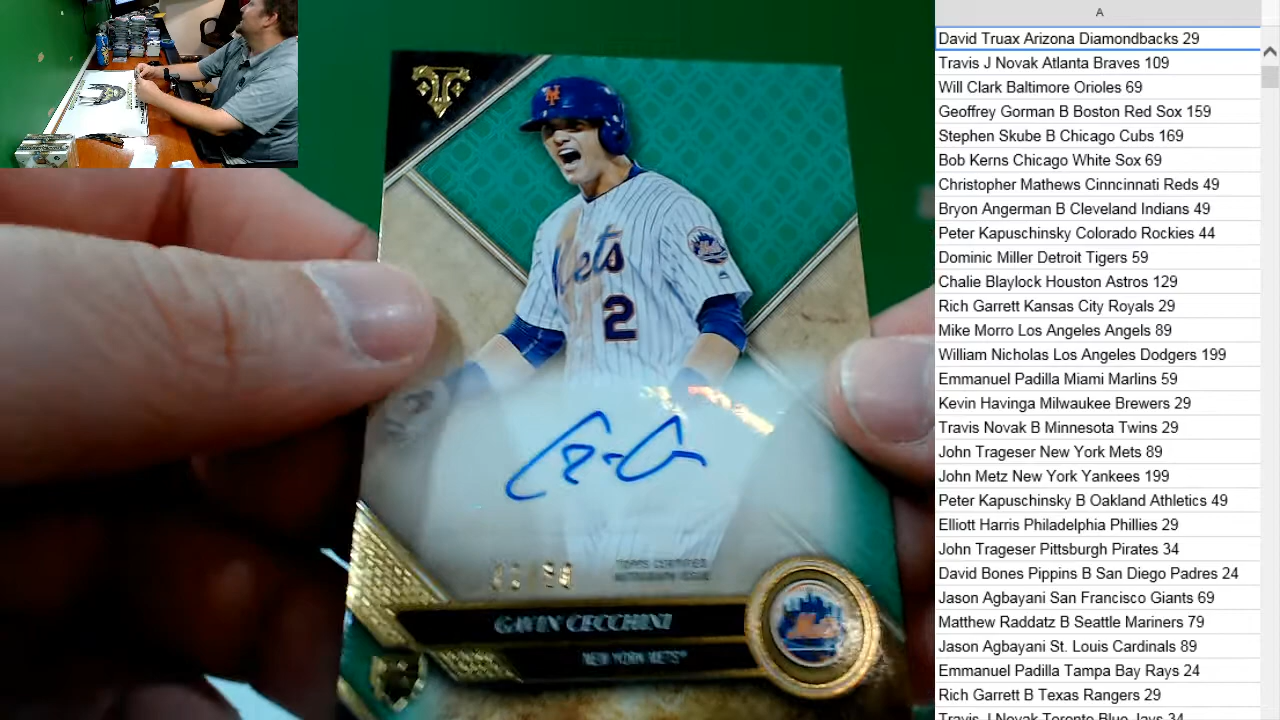 Mets
2
TOPPS CERTIFIED
AUTOGRAPH ISSUE
GAVIN CECCHINI
NEW YORK METS
A
David Truax Arizona Diamondbacks 29
Travis J Novak Atlanta Braves 109
Will Clark Baltimore Orioles 69
Geoffrey Gorman B Boston Red Sox 159
Stephen Skube B Chicago Cubs 169
Bob Kerns Chicago White Sox 69
Christopher Mathews Cinncinnati Reds 49
Bryon Angerman B Cleveland Indians 49
Peter Kapuschinsky Colorado Rockies 44
Dominic Miller Detroit Tigers 59
Chalie Blaylock Houston Astros 129
Rich Garrett Kansas City Royals 29
Mike Morro Los Angeles Angels 89
William Nicholas Los Angeles Dodgers 199
Emmanuel Padilla Miami Marlins 59
Kevin Havinga Milwaukee Brewers 29
Travis Novak B Minnesota Twins 29
John Trageser New York Mets 89
John Metz New York Yankees 199
Peter Kapuschinsky B Oakland Athletics 49
Elliott Harris Philadelphia Phillies 29
John Trageser Pittsburgh Pirates 34
David Bones Pippins B San Diego Padres 24
Jason Agbayani San Francisco Giants 69
Matthew Raddatz B Seattle Mariners 79
Jason Agbayani St. Louis Cardinals 89
Emmanuel Padilla Tampa Bay Rays 24
Rich Garrett B Texas Rangers 29
Travis J Novak Toronto Blue Jays 34